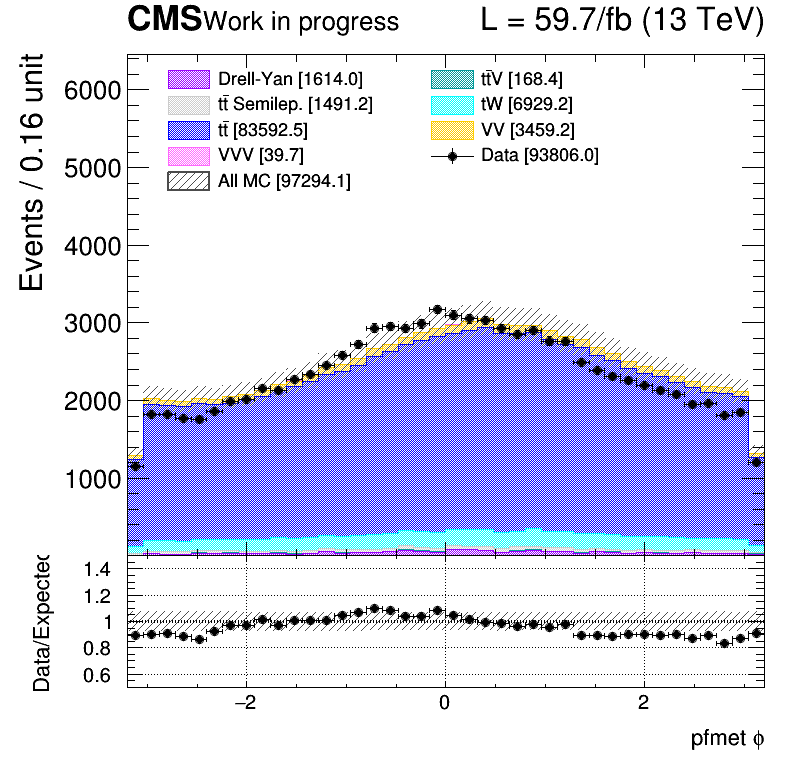 CMS Work in progress L = 59.7/fb (13 TeV)
Events / 0.16 unit
Drell-Yan [1614.0] tt̄V [168.4]
tt̄ Semilep. [1491.2] tW [6929.2]
tt̄ [83592.5] VV [3459.2]
VVV [39.7] Data [93806.0]
All MC [97294.1]
6000
5000
4000
3000
2000
1000
Data/Expected
1.4
1.2
1
0.8
0.6
−2 0 2
pfmet ϕ